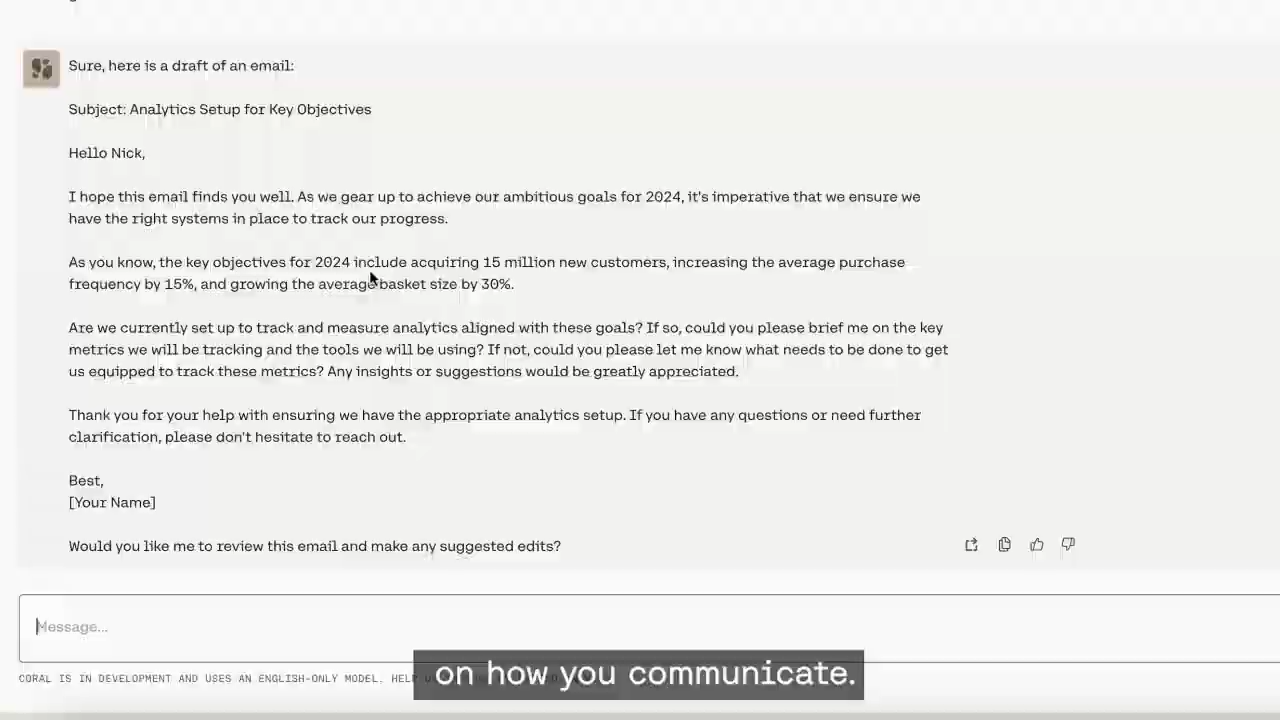 Sure, here is a draft of an email:
Subject: Analytics Setup for Key Objectives
Hello Nick,
I hope this email finds you well. As we gear up to achieve our ambitious goals for 2024, it's imperative that we ensure we
have the right systems in place to track our progress.
As you know, the key objectives for 2024 include acquiring 15 million new customers, increasing the average purchase
frequency by 15%, and growing the average basket size by 30%.
Are we currently set up to track and measure analytics aligned with these goals? If so, could you please brief me on the key
metrics we will be tracking and the tools we will be using? If not, could you please let me know what needs to be done to get
us equipped to track these metrics? Any insights or suggestions would be greatly appreciated.
Thank you for your help with ensuring we have the appropriate analytics setup. If you have any questions or need further
clarification, please don't hesitate to reach out.
Best,
[Your Name]
Would you like me to review this email and make any suggested edits?
Message...
CORAL IS IN DEVELOPMENT AND USES AN ENGLISH-ONLY MODEL. HELP
on how you communicate.